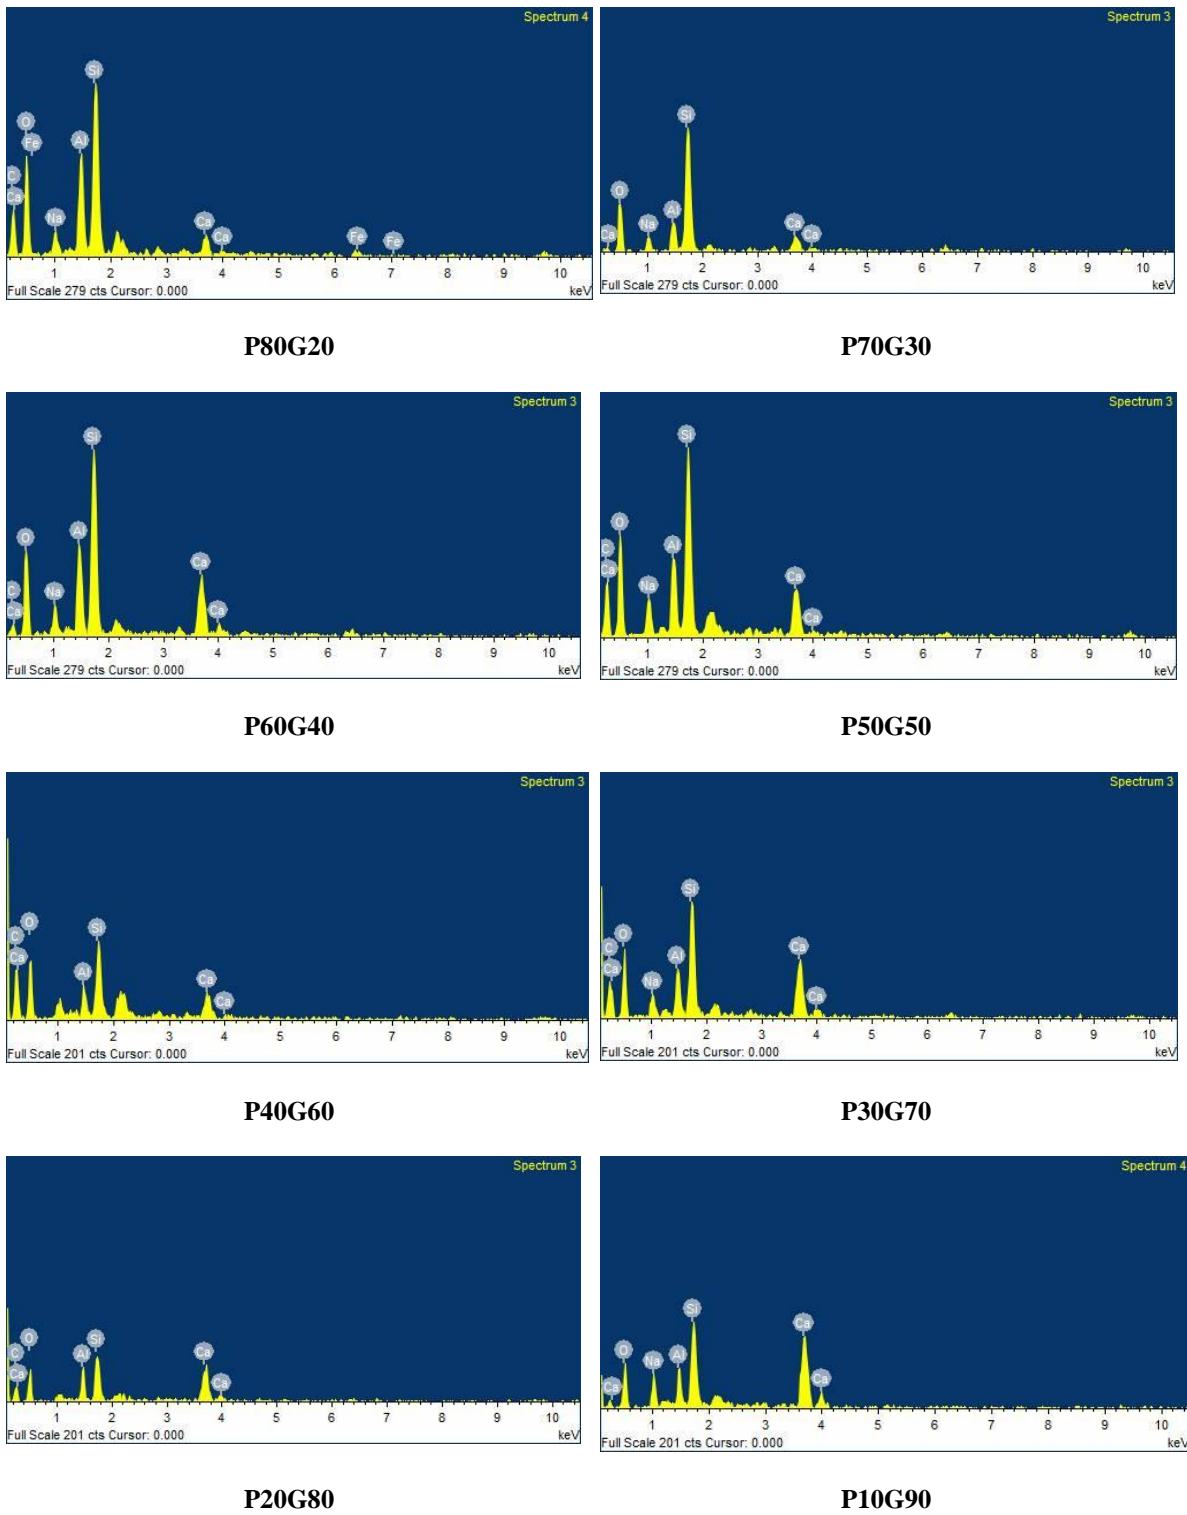 Spectrum 4
Si
O
Fe
Al
C
Ca
Na
Ca
Ca
Fe
Fe
1 2 3 4 5 6 7 8 9 10
Full Scale 279 cts Cursor: 0.000 keV
P80G20
Spectrum 3
Si
O
Al
Na
Ca
Ca
Ca
1 2 3 4 5 6 7 8 9 10
Full Scale 279 cts Cursor: 0.000 keV
P70G30
Spectrum 3
Si
O
Al
Ca
C
Na
Ca
Ca
1 2 3 4 5 6 7 8 9 10
Full Scale 279 cts Cursor: 0.000 keV
P60G40
Spectrum 3
Si
O
C
Al
Ca
Ca
Na
Ca
1 2 3 4 5 6 7 8 9 10
Full Scale 279 cts Cursor: 0.000 keV
P50G50
Spectrum 3
O
Si
C
Ca
Al
Ca
Ca
1 2 3 4 5 6 7 8 9 10
Full Scale 201 cts Cursor: 0.000 keV
P40G60
Spectrum 3
Si
O
C
Ca
Al
Ca
Na
Ca
1 2 3 4 5 6 7 8 9 10
Full Scale 201 cts Cursor: 0.000 keV
P30G70
Spectrum 3
O
Si
C
Al
Ca
Ca
Ca
1 2 3 4 5 6 7 8 9 10
Full Scale 201 cts Cursor: 0.000 keV
P20G80
Spectrum 4
Si
Ca
O
Na
Al
Ca
Ca
1 2 3 4 5 6 7 8 9 10
Full Scale 201 cts Cursor: 0.000 keV
P10G90